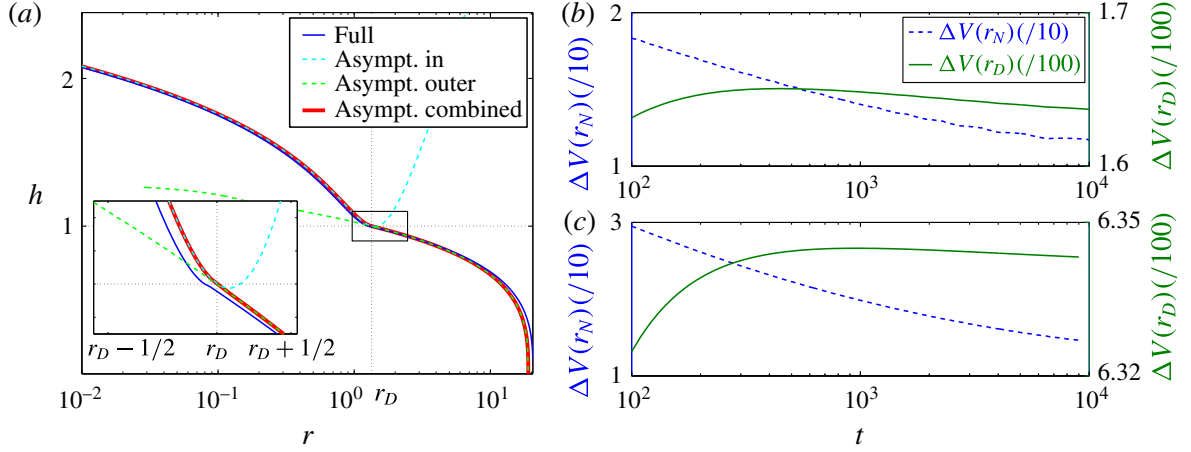 (a)
Full
Asympt. in
Asympt. outer
Asympt. combined
2
h
1
r_D − 1/2 r_D r_D + 1/2
10^−2 10^−1 10^0 r_D 10^1
r
(b)
2
ΔV(r_N)(/10)
1
ΔV(r_N)(/10)
ΔV(r_D)(/100)
1.7
ΔV(r_D)(/100)
1.6
10^2 10^3 10^4
(c)
3
ΔV(r_N)(/10)
1
6.35
ΔV(r_D)(/100)
6.32
10^2 10^3 10^4
t